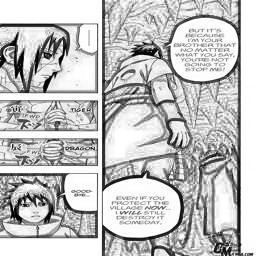 ......
BUT IT'S
BECAUSE
I'M YOUR
BROTHER THAT
NO MATTER
WHAT YOU SAY,
YOU'RE NOT
GOING TO
STOP ME!
TIGER
DRAGON
GOOD-
BYE...
EVEN IF YOU
PROTECT THE
VILLAGE NOW...
I WILL STILL
DESTROY IT
SOMEDAY.